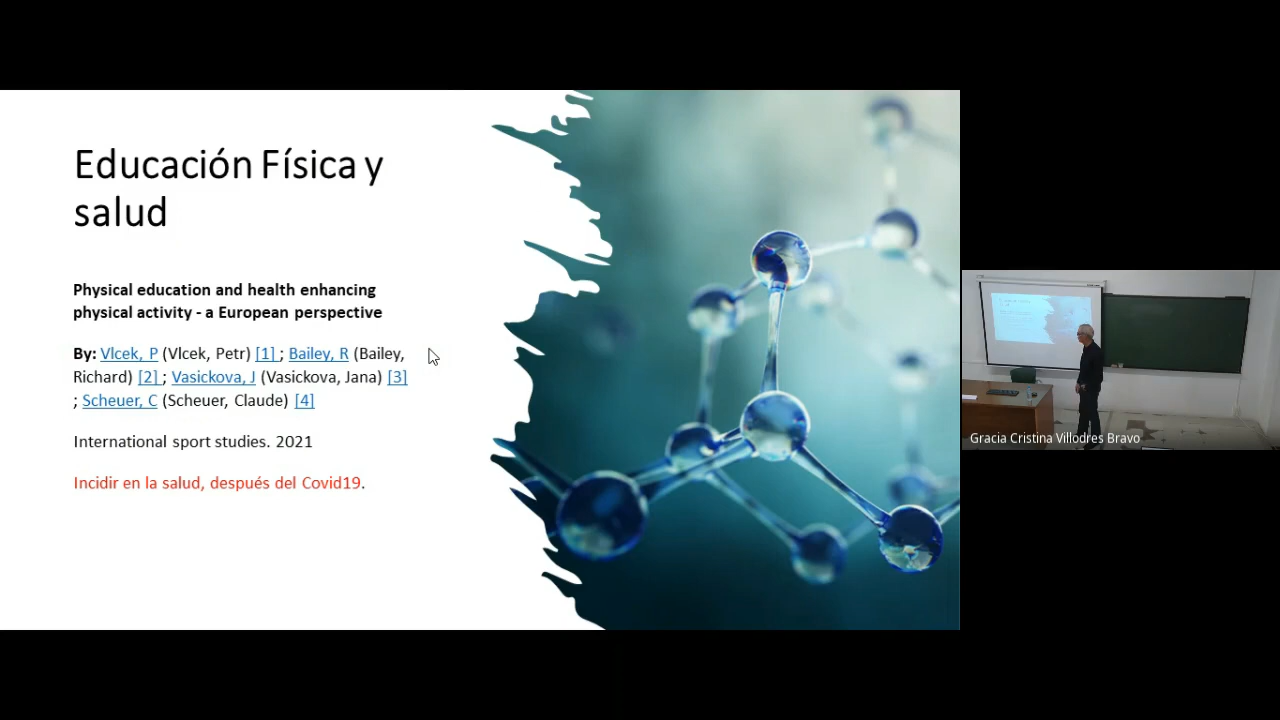 Educación Física y
salud
Physical education and health enhancing
physical activity - a European perspective
By: Vlcek, P (Vlcek, Petr) [1] ; Bailey, R (Bailey,
Richard) [2] ; Vasickova, J (Vasickova, Jana) [3]
; Scheuer, C (Scheuer, Claude) [4]
International sport studies. 2021
Incidir en la salud, después del Covid19.
Gracia Cristina Villodres Bravo